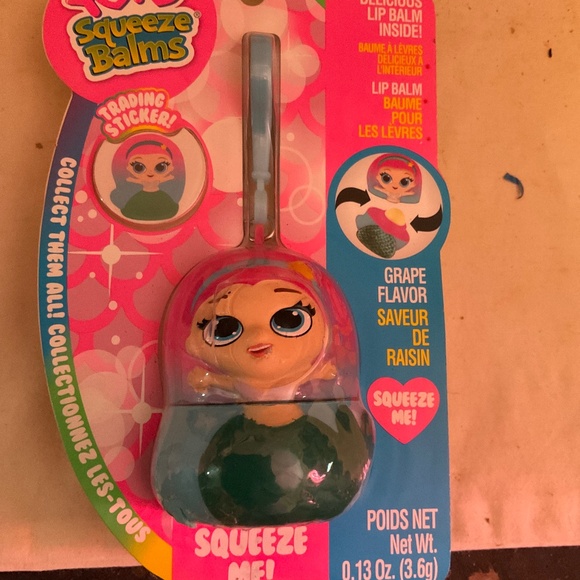 Squeeze
Balms
TRADING
STICKER!
COLLECT THEM ALL! COLLECTIONNEZ LES-TOUS
DELICIOUS
LIP BALM
INSIDE!
BAUME À LÈVRES
DÉLICIEUX À
L'INTÉRIEUR
LIP BALM
BAUME
POUR
LES LÈVRES
GRAPE
FLAVOR
SAVEUR
DE
RAISIN
SQUEEZE
ME!
SQUEEZE
ME!
POIDS NET
Net Wt.
0.13 Oz. (3.6g)